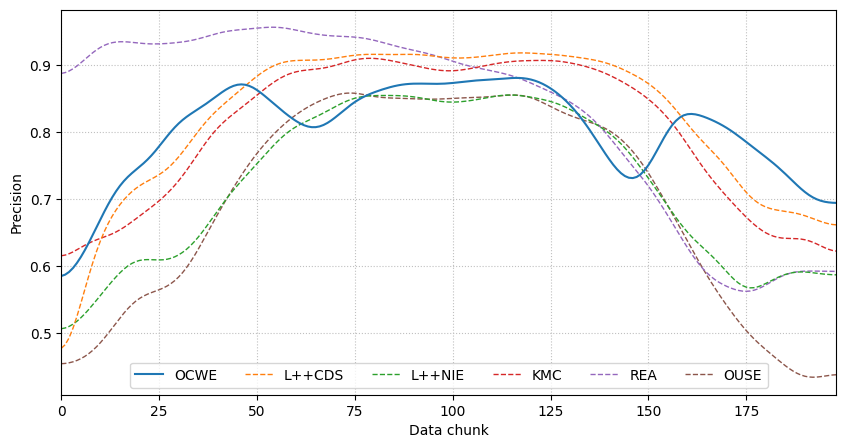 Precision
0.9
0.8
0.7
0.6
0.5
OCWE L++CDS L++NIE KMC REA OUSE
0 25 50 75 100 125 150 175
Data chunk